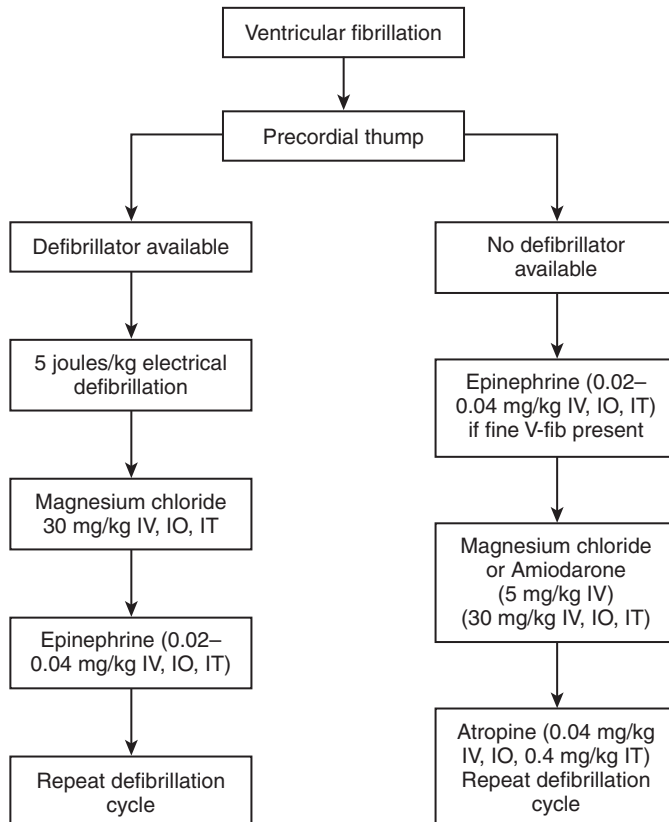 Ventricular fibrillation
Precordial thump
Defibrillator available
5 joules/kg electrical
defibrillation
Magnesium chloride
30 mg/kg IV, IO, IT
Epinephrine (0.02–
0.04 mg/kg IV, IO, IT)
Repeat defibrillation
cycle
No defibrillator
available
Epinephrine (0.02–
0.04 mg/kg IV, IO, IT)
if fine V-fib present
Magnesium chloride
or Amiodarone
(5 mg/kg IV)
(30 mg/kg IV, IO, IT)
Atropine (0.04 mg/kg
IV, IO, 0.4 mg/kg IT)
Repeat defibrillation
cycle